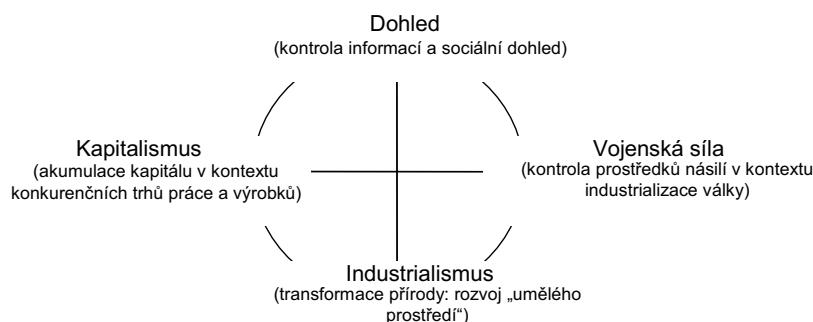 Dohled
(kontrola informací a sociální dohled)
Kapitalismus
(akumulace kapitálu v kontextu
konkurenčních trhů práce a výrobků)
Vojenská síla
(kontrola prostředků násilí v kontextu
industrializace války)
Industrialismus
(transformace přírody: rozvoj „umělého
prostředí“)